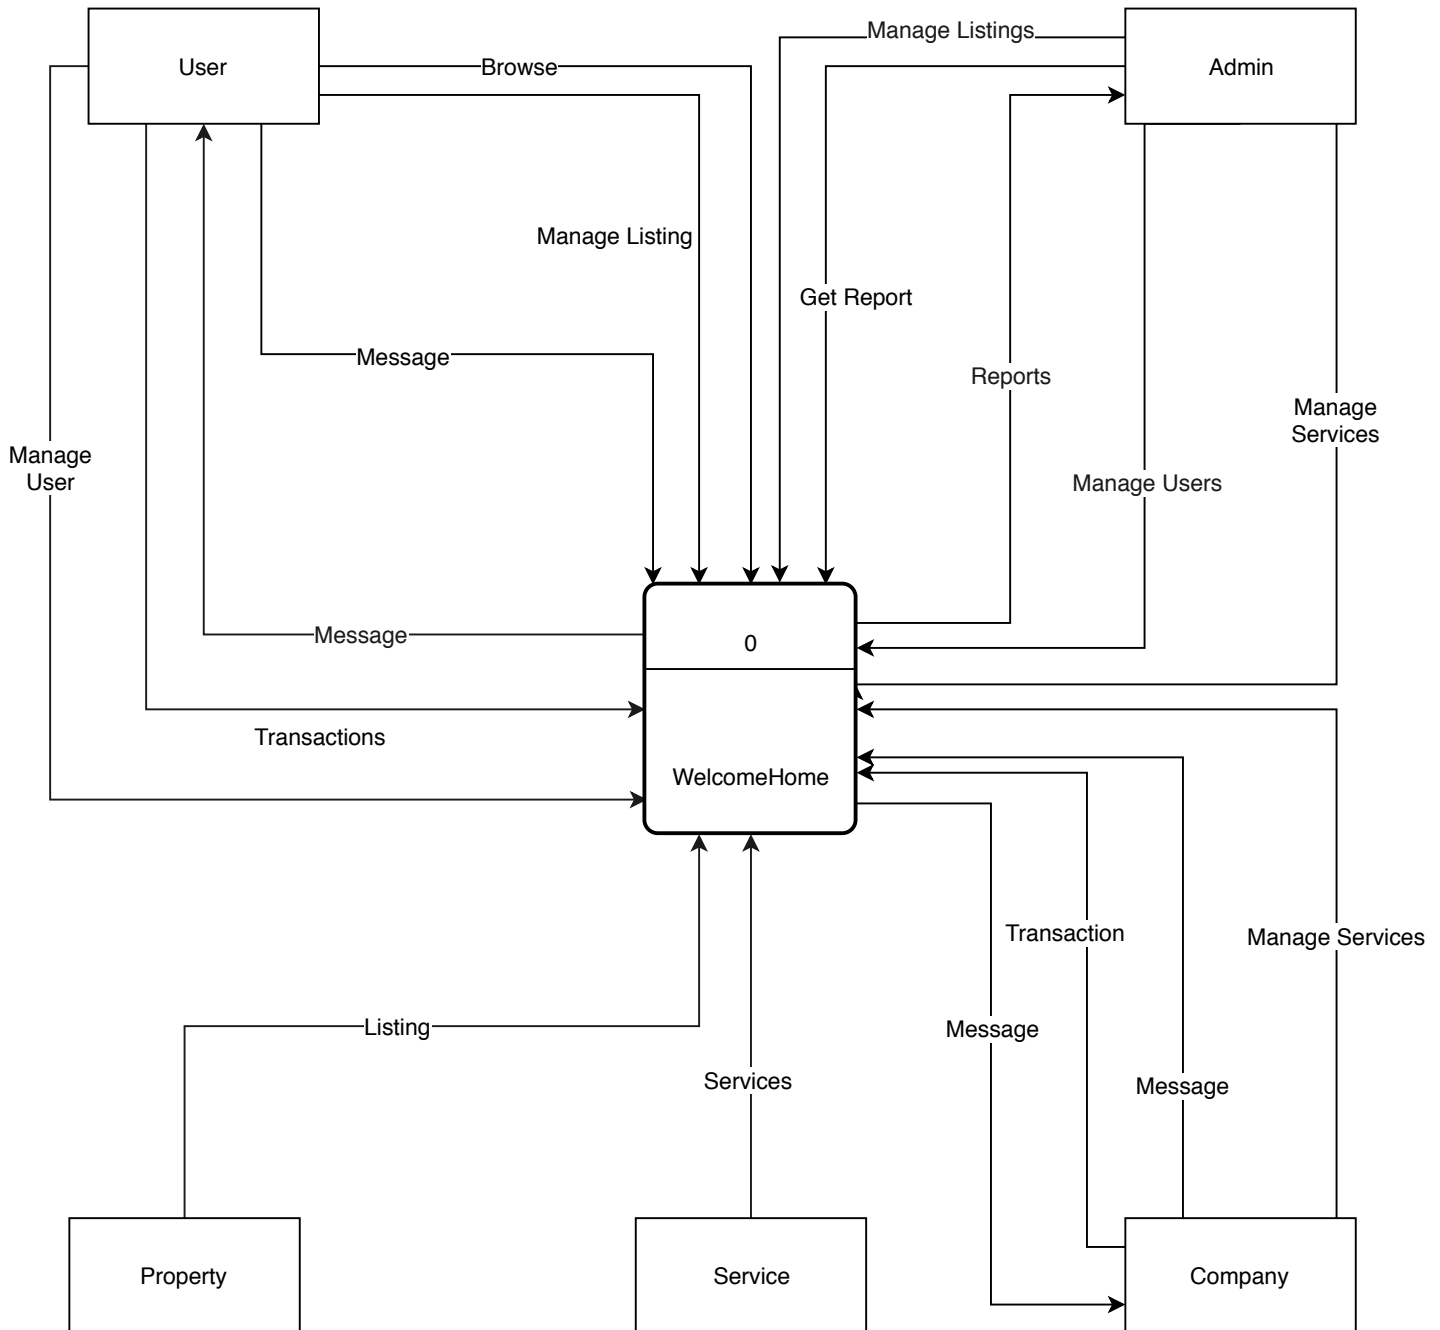 Manage Listings
User
Browse
Admin
Manage Listing
Get Report
Message
Reports
Manage
Services
Manage
User
Manage Users
Message
0
Transactions
WelcomeHome
Transaction
Manage Services
Listing
Message
Services
Message
Property
Service
Company